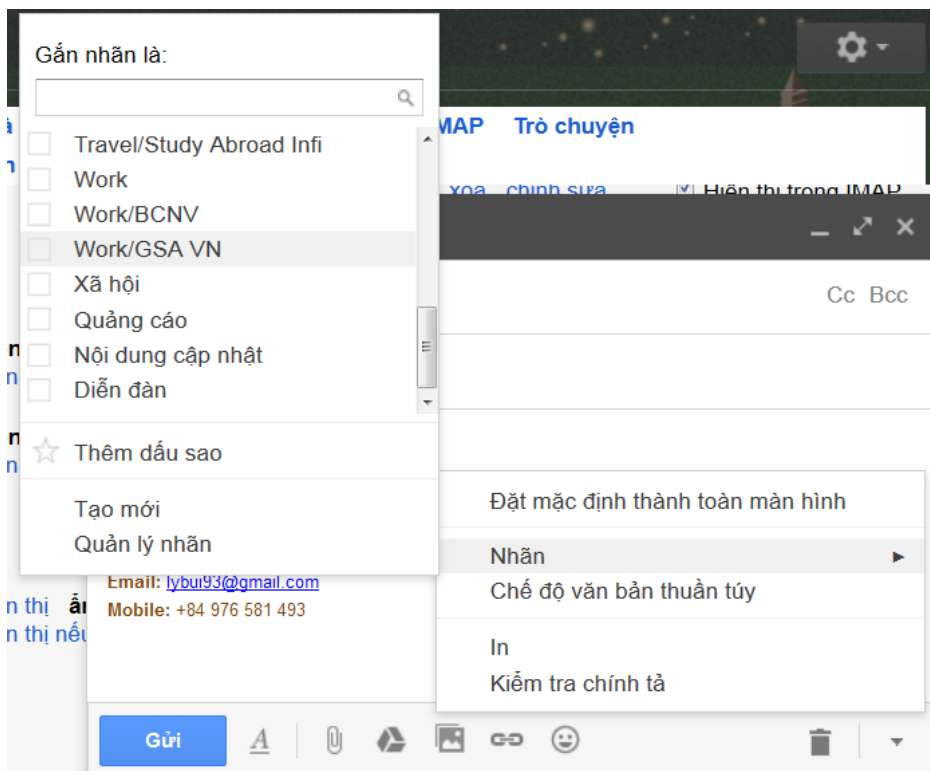 Gắn nhãn là:
Travel/Study Abroad Infi
Work
Work/BCNV
Work/GSA VN
Xã hội
Quảng cáo
Nội dung cập nhật
Diễn đàn
Thêm dấu sao
Tạo mới
Quản lý nhãn
MAP Trò chuyện
xóa chỉnh sửa Hiển thị trong IMAP
Cc Bcc
Đặt mặc định thành toàn màn hình
Nhãn
Chế độ văn bản thuần túy
In
Kiểm tra chính tả
Email: lybui93@gmail.com
n thị ẩn
Mobile: +84 976 581 493
n thị nếu
Gửi